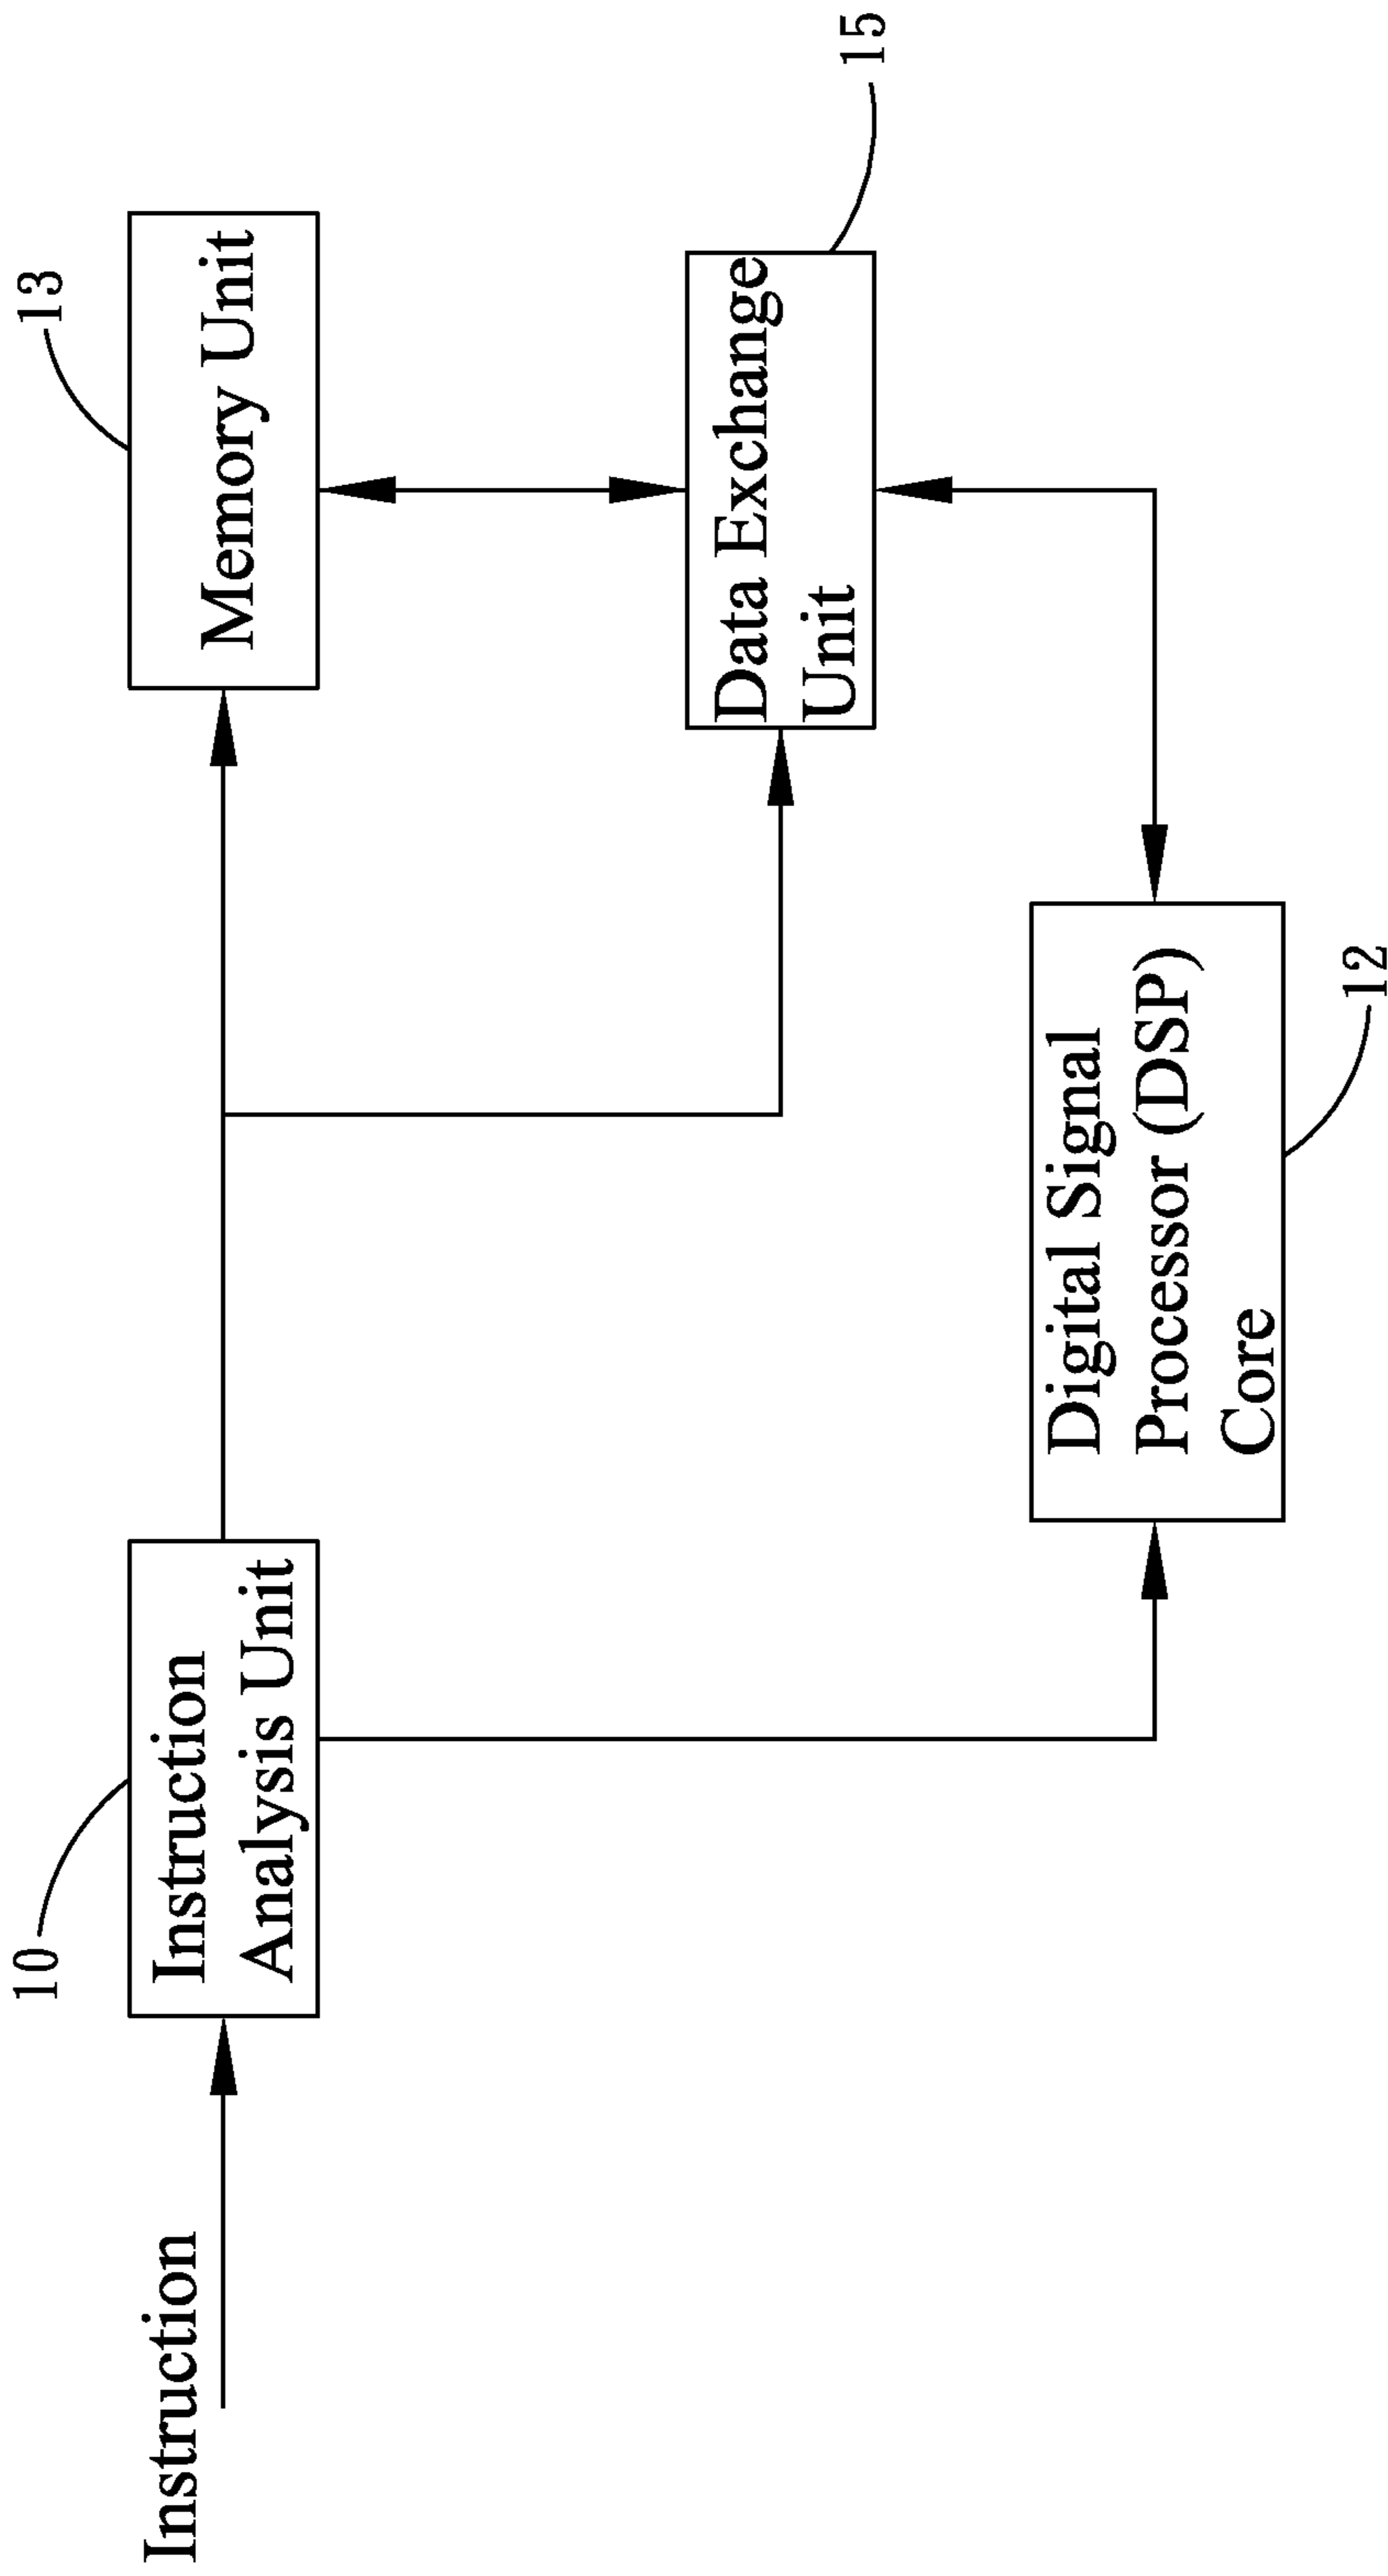 13
Memory Unit
15
Data Exchange
Unit
10
Instruction
Analysis Unit
Instruction
Digital Signal
Processor (DSP)
Core
12